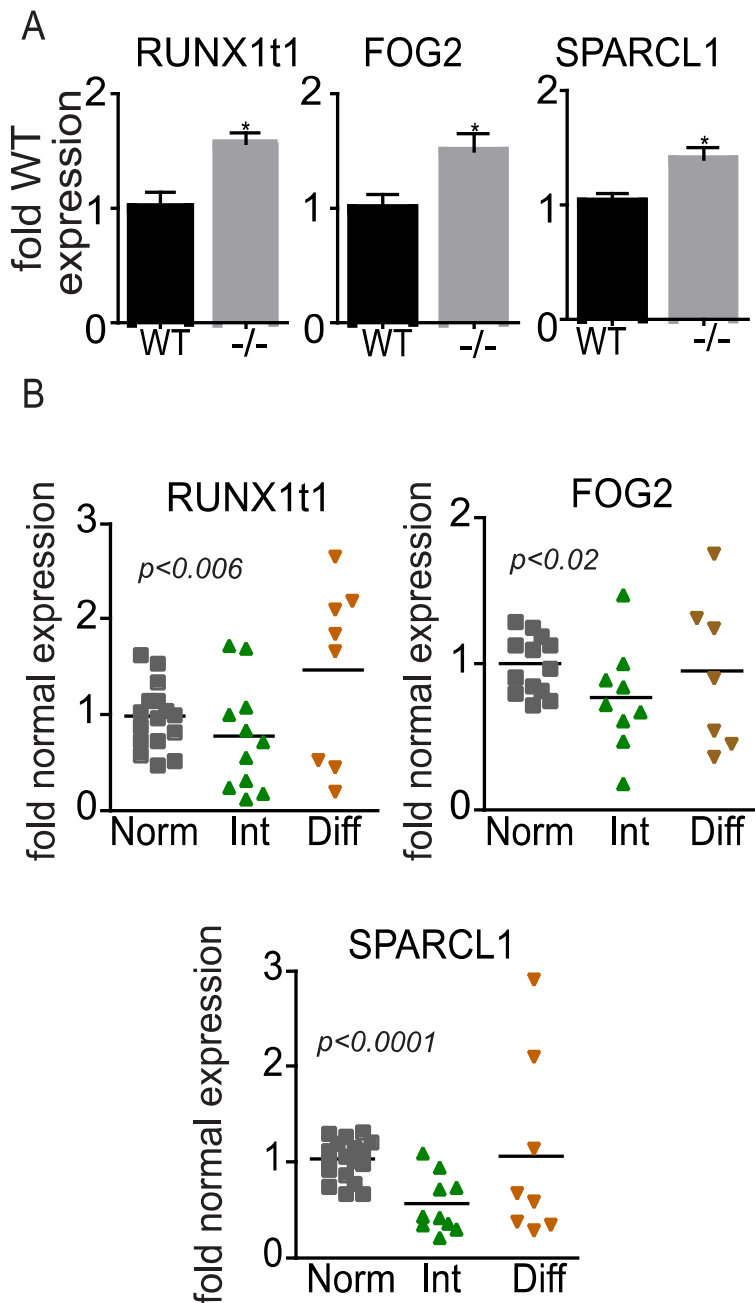 A
RUNX1t1 FOG2 SPARCL1
fold WT
expression
2
1
0
WT -/-
2
1
0
WT -/-
2
1
0
WT -/-
*
*
*
B
RUNX1t1
fold normal expression
3
2
1
0
p<0.006
Norm Int Diff
FOG2
fold normal expression
2
1
0
p<0.02
Norm Int Diff
SPARCL1
fold normal expression
3
2
1
0
p<0.0001
Norm Int Diff